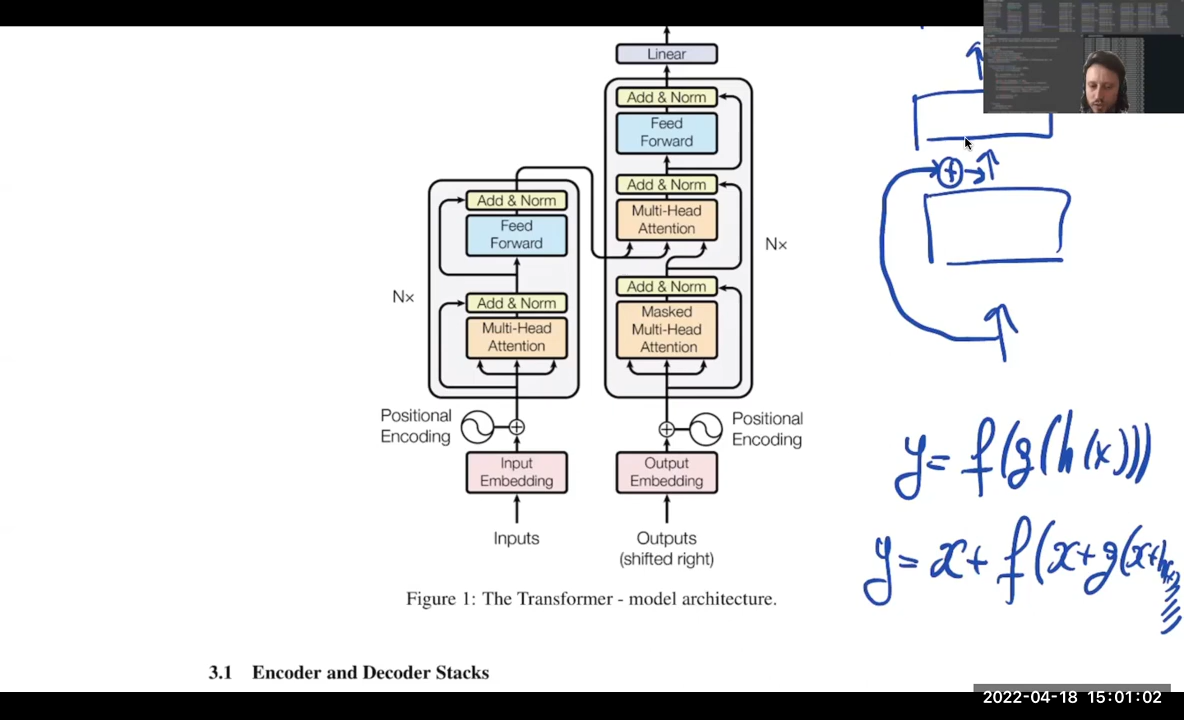 Linear
Add & Norm
Feed
Forward
Add & Norm
Multi-Head
Attention
Add & Norm
Masked
Multi-Head
Attention
Nx
Add & Norm
Feed
Forward
Add & Norm
Multi-Head
Attention
Nx
Positional
Encoding
Positional
Encoding
Input
Embedding
Output
Embedding
Inputs
Outputs
(shifted right)
Figure 1: The Transformer - model architecture.
3.1 Encoder and Decoder Stacks
y = f(g(h(x)))
y = x + f(x+g(x+h
2022-04-18 15:01:02